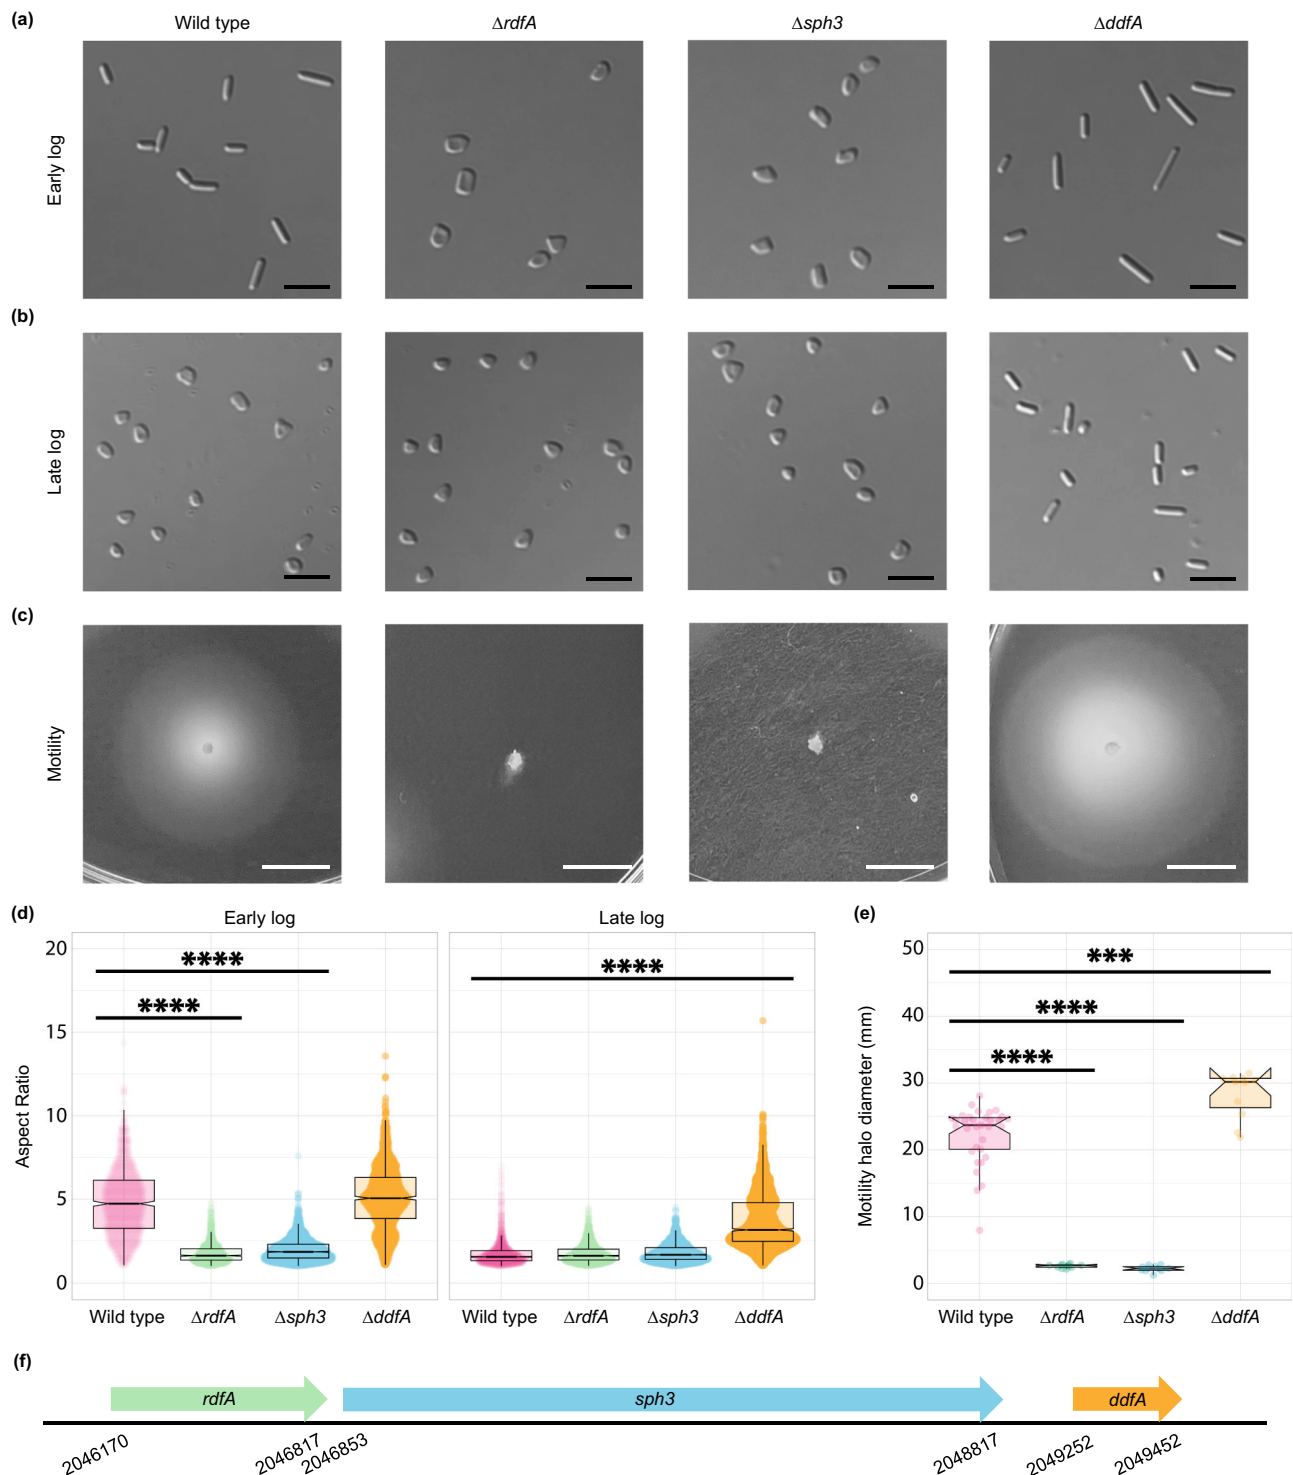 (a)
Wild type ΔrdfA Δsph3 ΔddfA
Early log
(b)
Late log
(c)
Motility
(d)
Early log Late log
Aspect Ratio
20
15
10
5
0
**** **** ****
Wild type ΔrdfA Δsph3 ΔddfA Wild type ΔrdfA Δsph3 ΔddfA
(e)
Motility halo diameter (mm)
50
40
30
20
10
0
***
****
****
Wild type ΔrdfA Δsph3 ΔddfA
(f)
rdfA sph3 ddfA
2046170 2046817 2046853 2048817 2049252 2049452